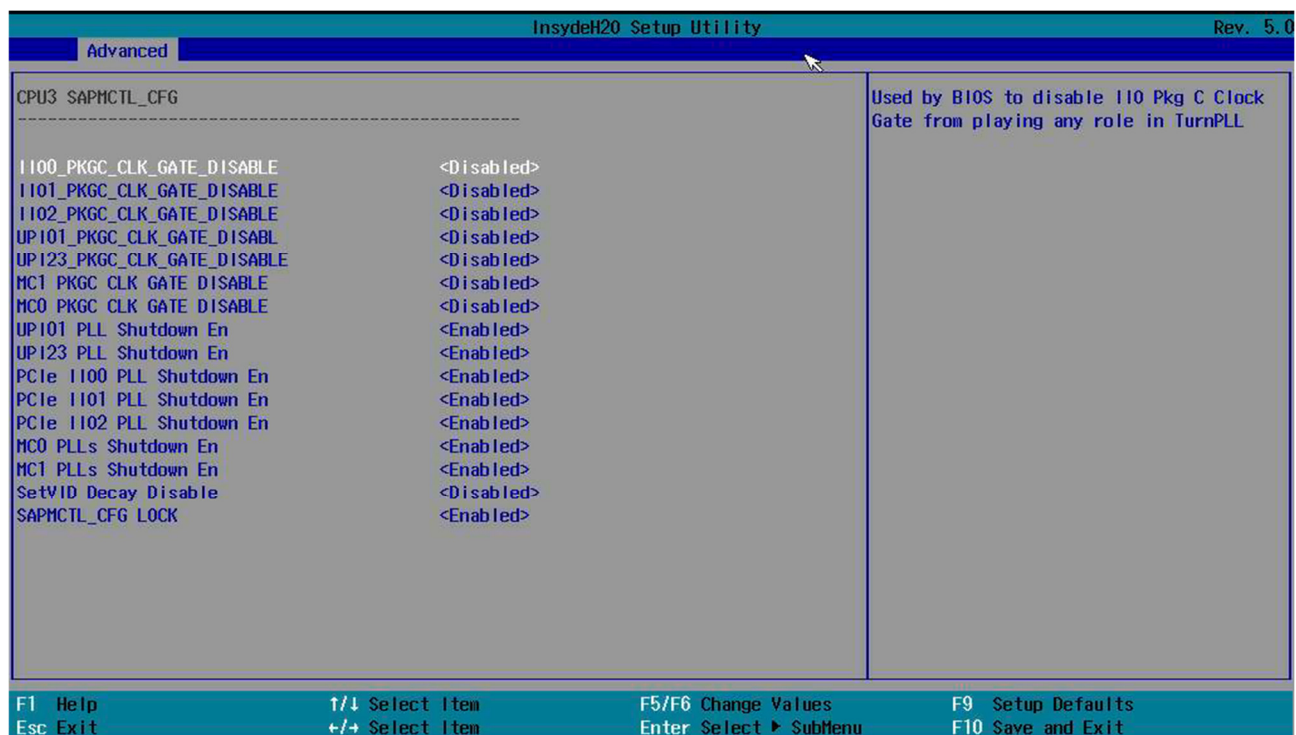 InsydeH20 Setup Utility Rev. 5.0
Advanced
CPU3 SAPMCTL_CFG
--------------------------------------------------
Used by BIOS to disable IIO Pkg C Clock
Gate from playing any role in TurnPLL
IIO0_PKGC_CLK_GATE_DISABLE <Disabled>
IIO1_PKGC_CLK_GATE_DISABLE <Disabled>
IIO2_PKGC_CLK_GATE_DISABLE <Disabled>
UPI01_PKGC_CLK_GATE_DISABL <Disabled>
UPI23_PKGC_CLK_GATE_DISABLE <Disabled>
MC1 PKGC CLK GATE DISABLE <Disabled>
MC0 PKGC CLK GATE DISABLE <Disabled>
UPI01 PLL Shutdown En <Enabled>
UPI23 PLL Shutdown En <Enabled>
PCIe IIO0 PLL Shutdown En <Enabled>
PCIe IIO1 PLL Shutdown En <Enabled>
PCIe IIO2 PLL Shutdown En <Enabled>
MC0 PLLs Shutdown En <Enabled>
MC1 PLLs Shutdown En <Enabled>
SetVID Decay Disable <Disabled>
SAPMCTL_CFG LOCK <Enabled>
F1 Help ↑/↓ Select Item F5/F6 Change Values F9 Setup Defaults
Esc Exit ←/→ Select Item Enter Select ► SubMenu F10 Save and Exit